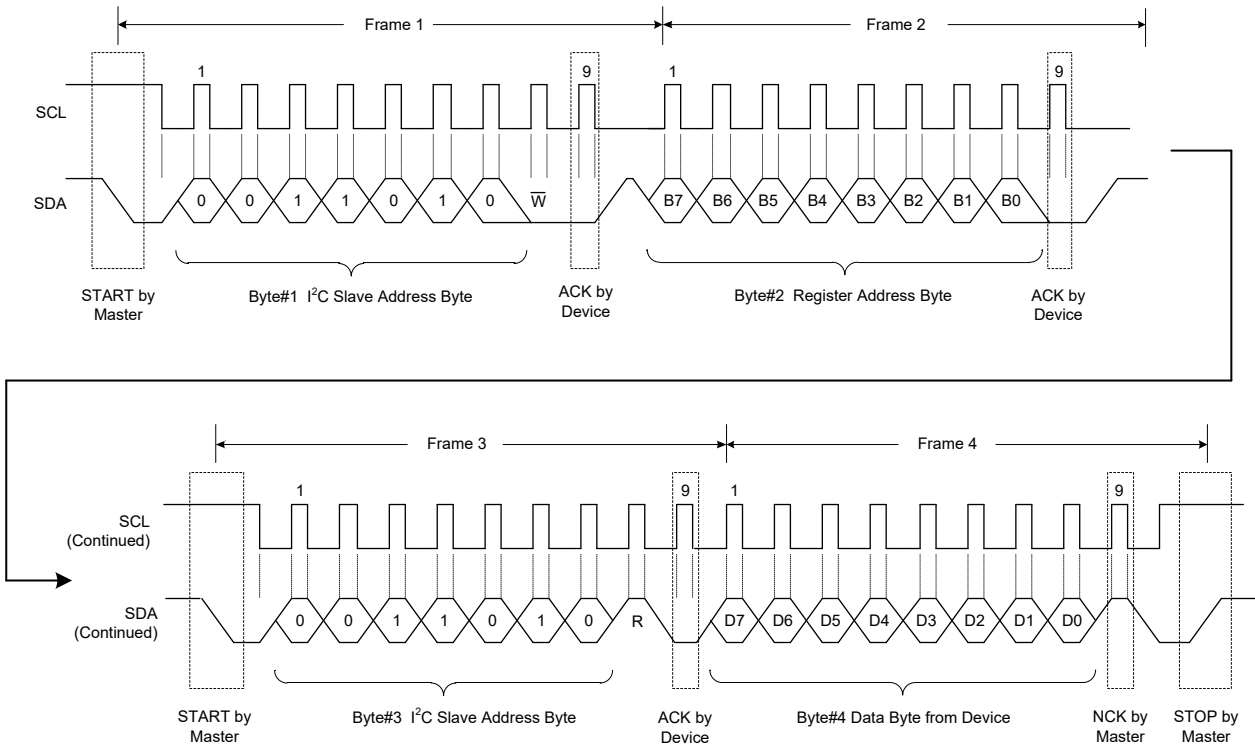 Frame 1
Frame 2
1
9
1
9
SCL
SDA
0 0 1 1 0 1 0 W̅
B7 B6 B5 B4 B3 B2 B1 B0
START by
Master
Byte#1 I²C Slave Address Byte
ACK by
Device
Byte#2 Register Address Byte
ACK by
Device
Frame 3
Frame 4
1
9
1
9
SCL
(Continued)
SDA
(Continued)
0 0 1 1 0 1 0 R
D7 D6 D5 D4 D3 D2 D1 D0
START by
Master
Byte#3 I²C Slave Address Byte
ACK by
Device
Byte#4 Data Byte from Device
NCK by
Master
STOP by
Master